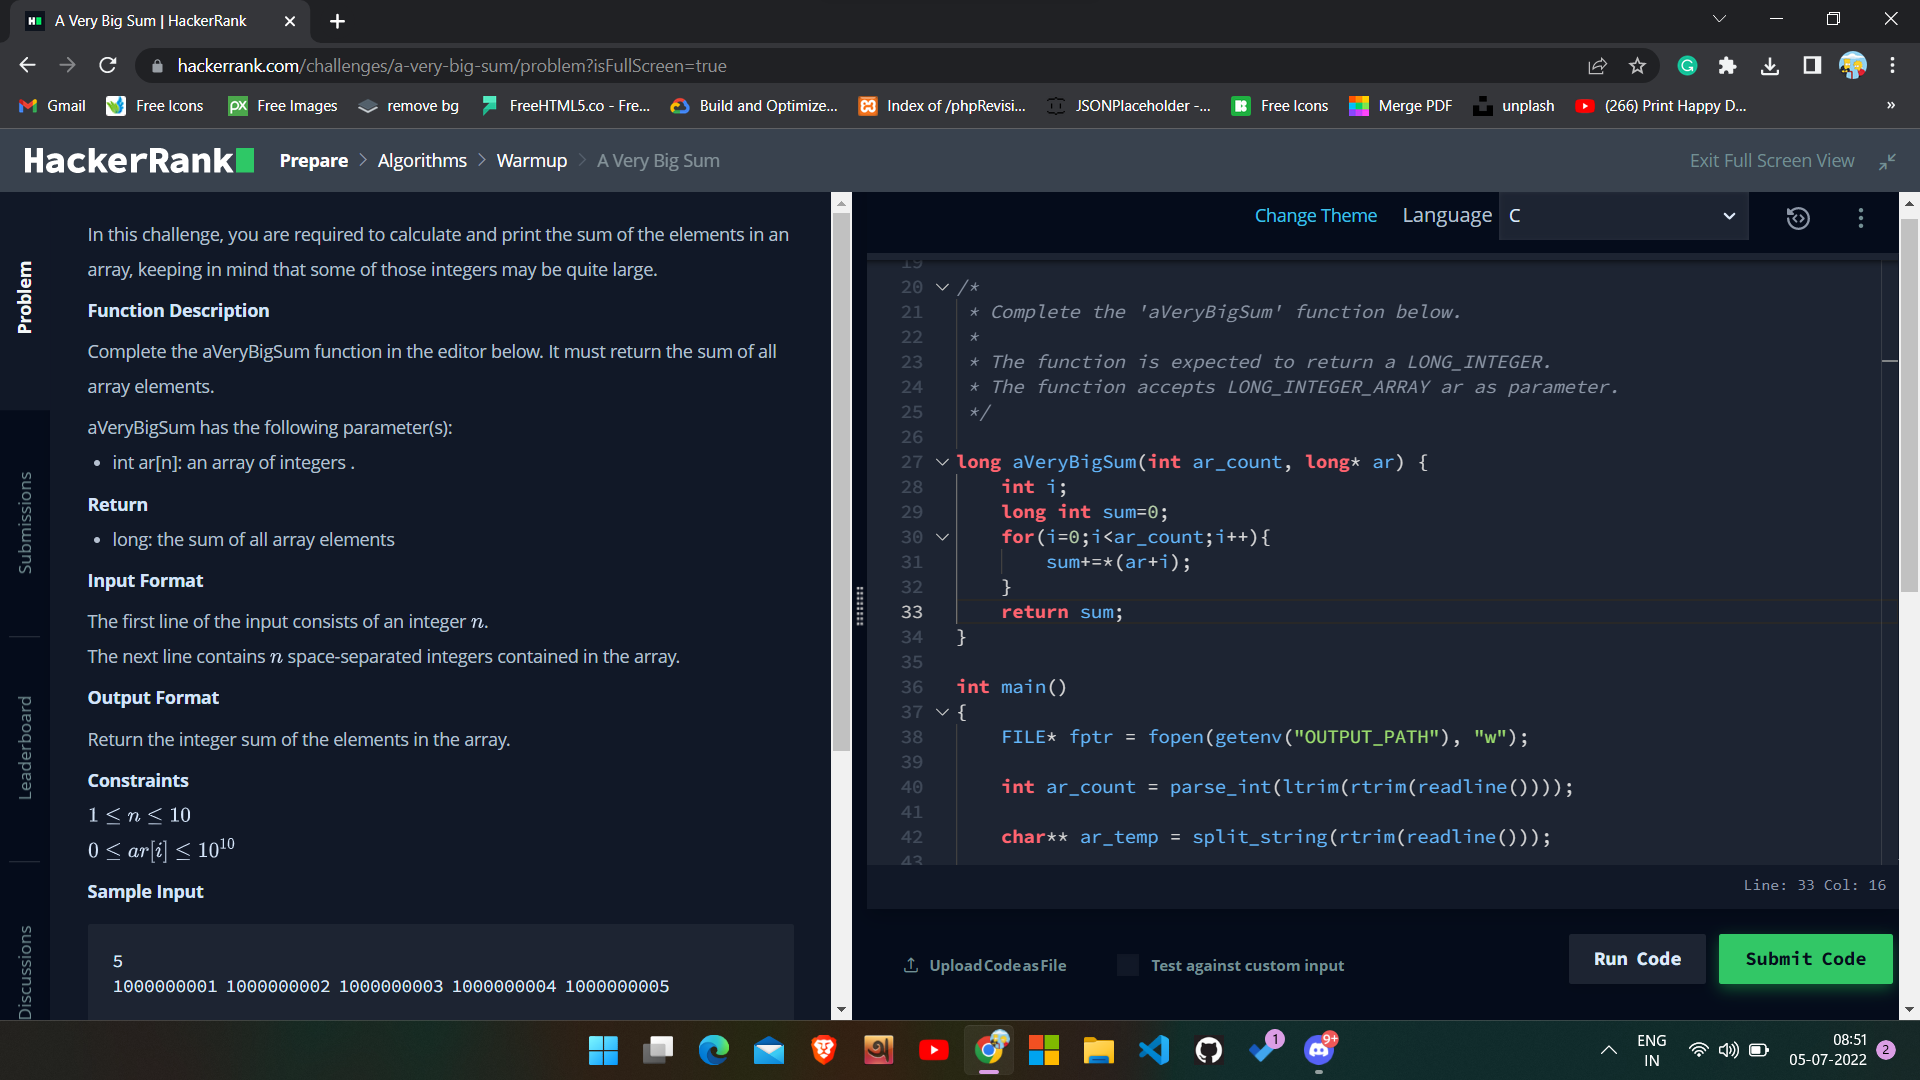 A Very Big Sum | HackerRank
hackerrank.com/challenges/a-very-big-sum/problem?isFullScreen=true
Gmail
Free Icons
px
Free Images
remove bg
FreeHTML5.co - Fre...
Build and Optimize...
Index of /phpRevisi...
JSONPlaceholder -...
Free Icons
Merge PDF
unplash
(266) Print Happy D...
»
HackerRank
Prepare > Algorithms > Warmup > A Very Big Sum
Exit Full Screen View
Problem
Submissions
Leaderboard
Discussions
In this challenge, you are required to calculate and print the sum of the elements in an
array, keeping in mind that some of those integers may be quite large.
Function Description
Complete the aVeryBigSum function in the editor below. It must return the sum of all
array elements.
aVeryBigSum has the following parameter(s):
• int ar[n]: an array of integers .
Return
• long: the sum of all array elements
Input Format
The first line of the input consists of an integer n.
The next line contains n space-separated integers contained in the array.
Output Format
Return the integer sum of the elements in the array.
Constraints
1 ≤ n ≤ 10
0 ≤ ar[i] ≤ 10^10
Sample Input
5
1000000001 1000000002 1000000003 1000000004 1000000005
Change Theme
Language
C
19
20 /*
21 * Complete the 'aVeryBigSum' function below.
22 *
23 * The function is expected to return a LONG_INTEGER.
24 * The function accepts LONG_INTEGER_ARRAY ar as parameter.
25 */
26
27 long aVeryBigSum(int ar_count, long* ar) {
28 int i;
29 long int sum=0;
30 for(i=0;i<ar_count;i++){
31 sum+=*(ar+i);
32 }
33 return sum;
34 }
35
36 int main()
37 {
38 FILE* fptr = fopen(getenv("OUTPUT_PATH"), "w");
39
40 int ar_count = parse_int(ltrim(rtrim(readline())));
41
42 char** ar_temp = split_string(rtrim(readline()));
43
Line: 33 Col: 16
Upload Code as File
Test against custom input
Run Code
Submit Code
1
9+
ENG
IN
08:51
05-07-2022
2